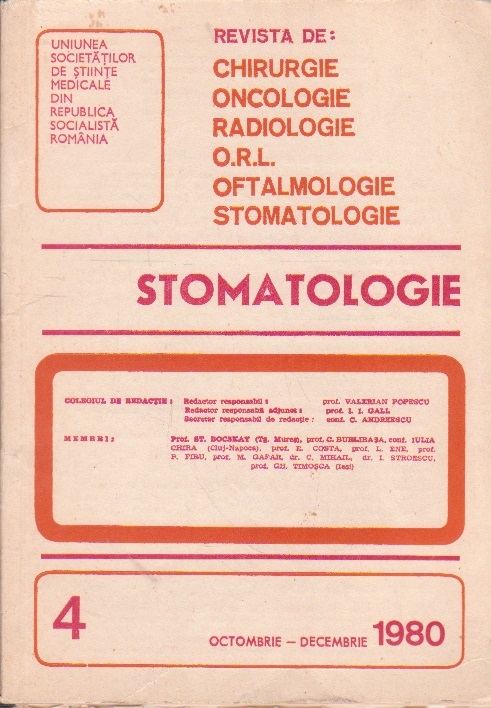 UNIUNEA
SOCIETĂȚILOR
DE ȘTIINȚE
MEDICALE
DIN
REPUBLICA
SOCIALISTĂ
ROMÂNIA
REVISTA DE:
CHIRURGIE
ONCOLOGIE
RADIOLOGIE
O.R.L.
OFTALMOLOGIE
STOMATOLOGIE
STOMATOLOGIE
COLEGIUL DE REDACȚIE: Redactor responsabil: prof. VALERIAN POPESCU
Redactor responsabil adjunct: prof. I. I. GALL
Secretar responsabil de redacție: conf. C. ANDREESCU
MEMBRI: Prof. ST. BOCSKAY (Tg. Mureș), prof. C. BURLIBAȘA, conf. IULIA
CHIRA (Cluj-Napoca), prof. E. COSTA, prof. L. ENE, prof.
P. FIRU, prof. M. GAFAR, dr. C. MIHAIL, dr. I. STROESCU,
prof. GH. TIMOȘCA (Iași)
4
OCTOMBRIE — DECEMBRIE 1980